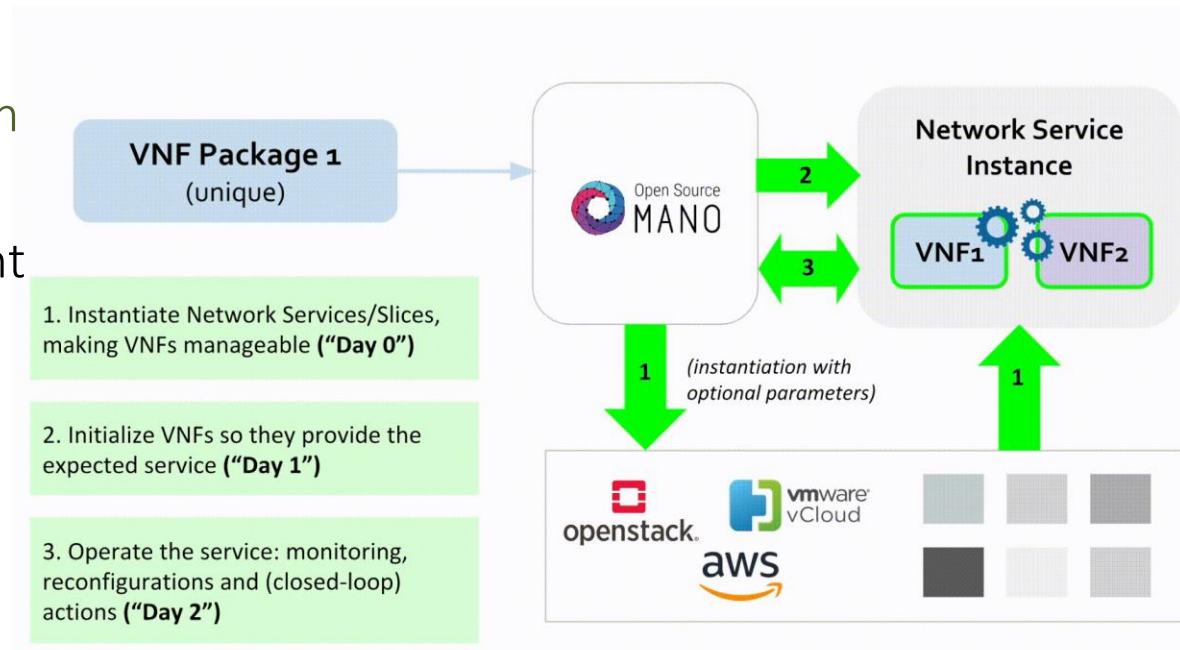 n
nt
VNF Package 1
(unique)
1. Instantiate Network Services/Slices,
making VNFs manageable (“Day 0”)
2. Initialize VNFs so they provide the
expected service (“Day 1”)
3. Operate the service: monitoring,
reconfigurations and (closed-loop)
actions (“Day 2”)
Open Source
MANO
2
3
1
(instantiation with
optional parameters)
Network Service
Instance
VNF1
VNF2
1
openstack.
vmware®
vCloud
aws